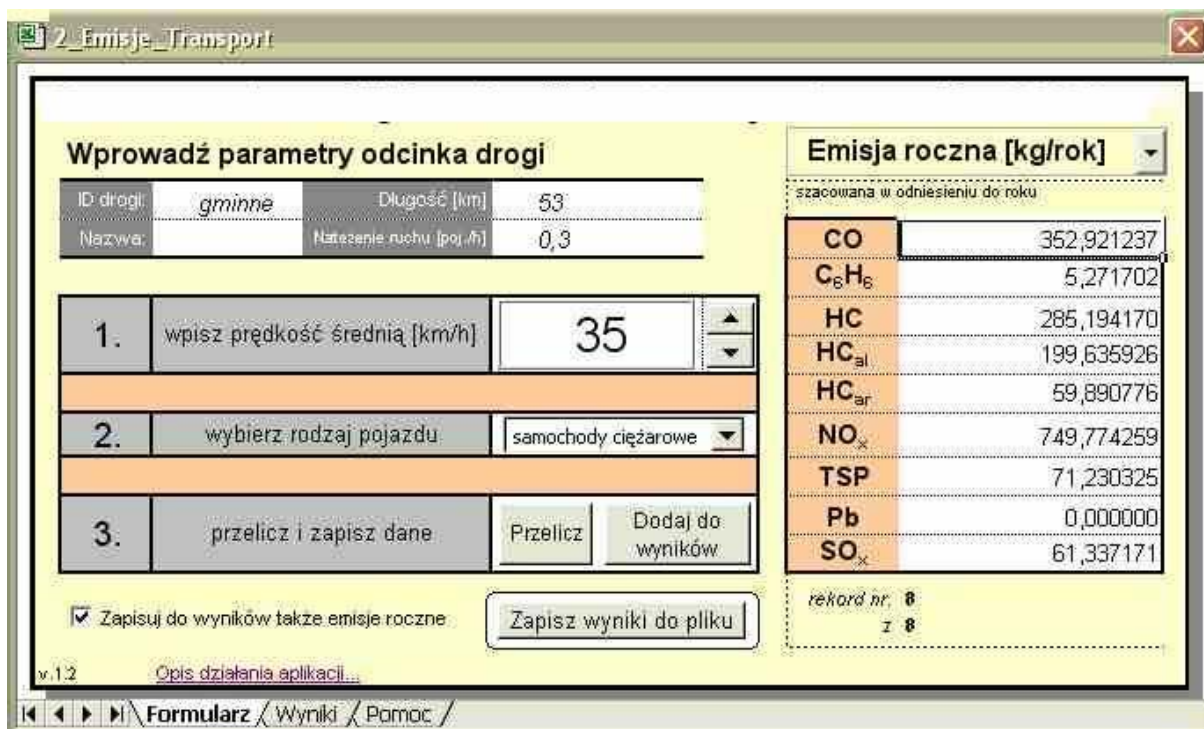 2_Emisje_Transport
Wprowadź parametry odcinka drogi
ID drogi: gminne Długość [km] 53
Nazwa: Natężenie ruchu [poj./h] 0,3
1. wpisz prędkość średnią [km/h] 35
2. wybierz rodzaj pojazdu samochody ciężarowe
3. przelicz i zapisz dane Przelicz Dodaj do
wyników
Zapisuj do wyników także emisje roczne Zapisz wyniki do pliku
v.1.2 Opis działania aplikacji...
Emisja roczna [kg/rok]
szacowana w odniesieniu do roku
CO 352,921237
C₆H₆ 5,271702
HC 285,194170
HCal 199,635926
HCar 59,890776
NOx 749,774259
TSP 71,230325
Pb 0,000000
SOx 61,337171
rekord nr. 8
z 8
Formularz / Wyniki / Pomoc /